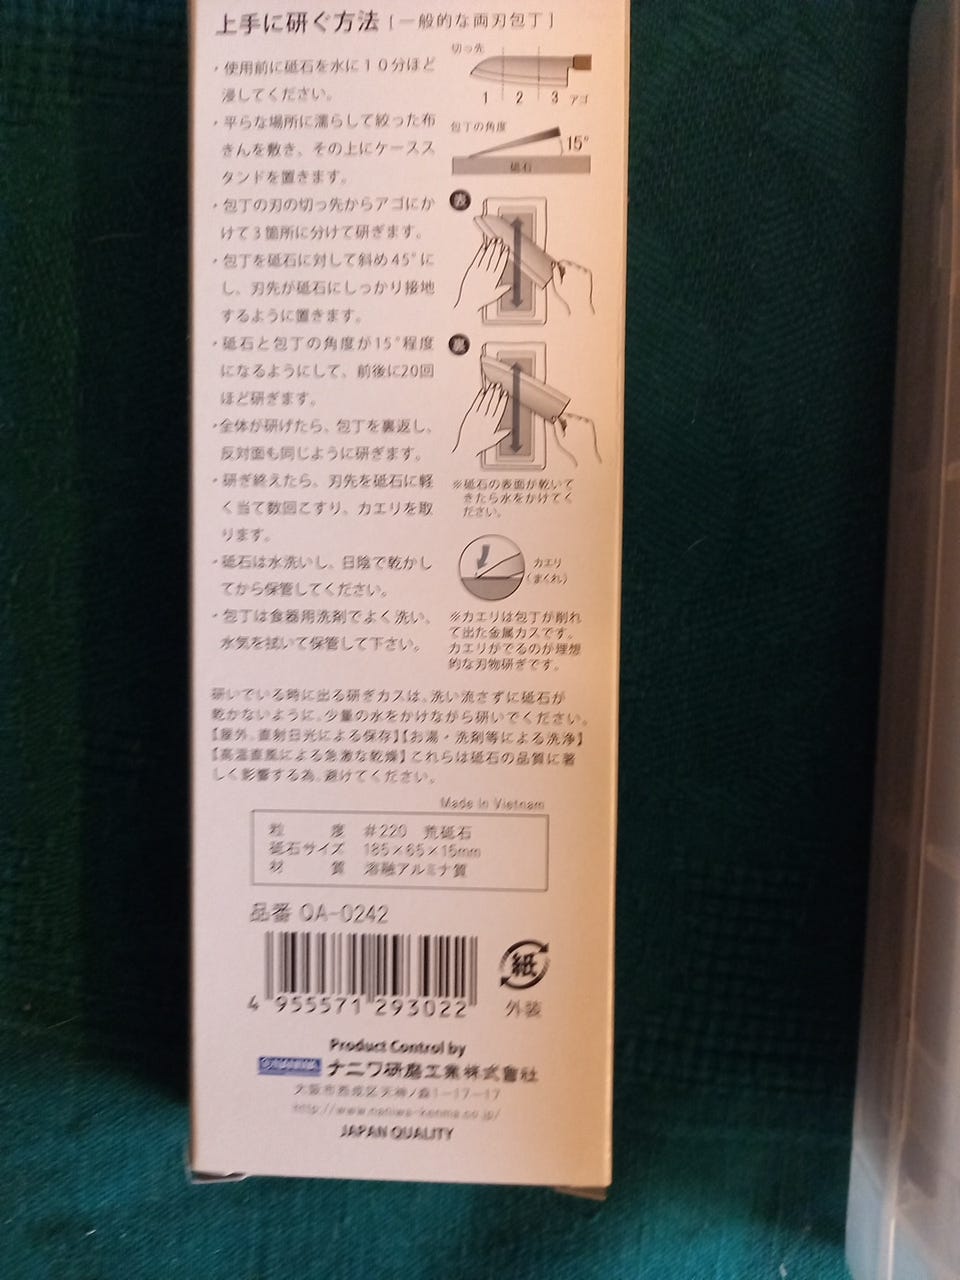 上手に研ぐ方法 [一般的な両刃包丁]
・使用前に砥石を水に10分ほど
浸してください。
・平らな場所に濡らして絞った布
きんを敷き、その上にケースス
タンドを置きます。
・包丁の刃の切っ先からアゴにか
けて3箇所に分けて研ぎます。
・包丁を砥石に対して斜め45°に
し、刃先が砥石にしっかり接地
するように置きます。
・砥石と包丁の角度が15°程度
になるようにして、前後に20回
ほど研ぎます。
・全体が研げたら、包丁を裏返し、
反対面も同じように研ぎます。
・研ぎ終えたら、刃先を砥石に軽
く当て数回こすり、カエリを取
ります。
・砥石は水洗いし、日陰で乾かし
てから保管してください。
・包丁は食器用洗剤でよく洗い、
水気を拭いて保管して下さい。
切っ先
1 2 3 アゴ
包丁の角度
15°
砥石
表
裏
※砥石の表面が乾いて
きたら水をかけてく
ださい。
カエリ
(まくれ)
※カエリは包丁が削れ
て出た金属カスです。
カエリがでるのが理想
的な刃物研ぎです。
研いでいる時に出る研ぎカスは、洗い流さずに砥石が
乾かないように、少量の水をかけながら研いでください。
【屋外、直射日光による保存】【お湯・洗剤等による洗浄】
【高温直風による急激な乾燥】これらは砥石の品質に著
しく影響する為、避けてください。
Made in Vietnam
粒 度 #220 荒砥石
砥石サイズ 185×65×15mm
材 質 溶融アルミナ質
品番 QA-0242
4 955571 293022
紙
外装
Product Control by
ナニワ研磨工業株式會社
大阪市西成区天神ノ森1-17-17
http://www.naniwa-kenma.co.jp/
JAPAN QUALITY